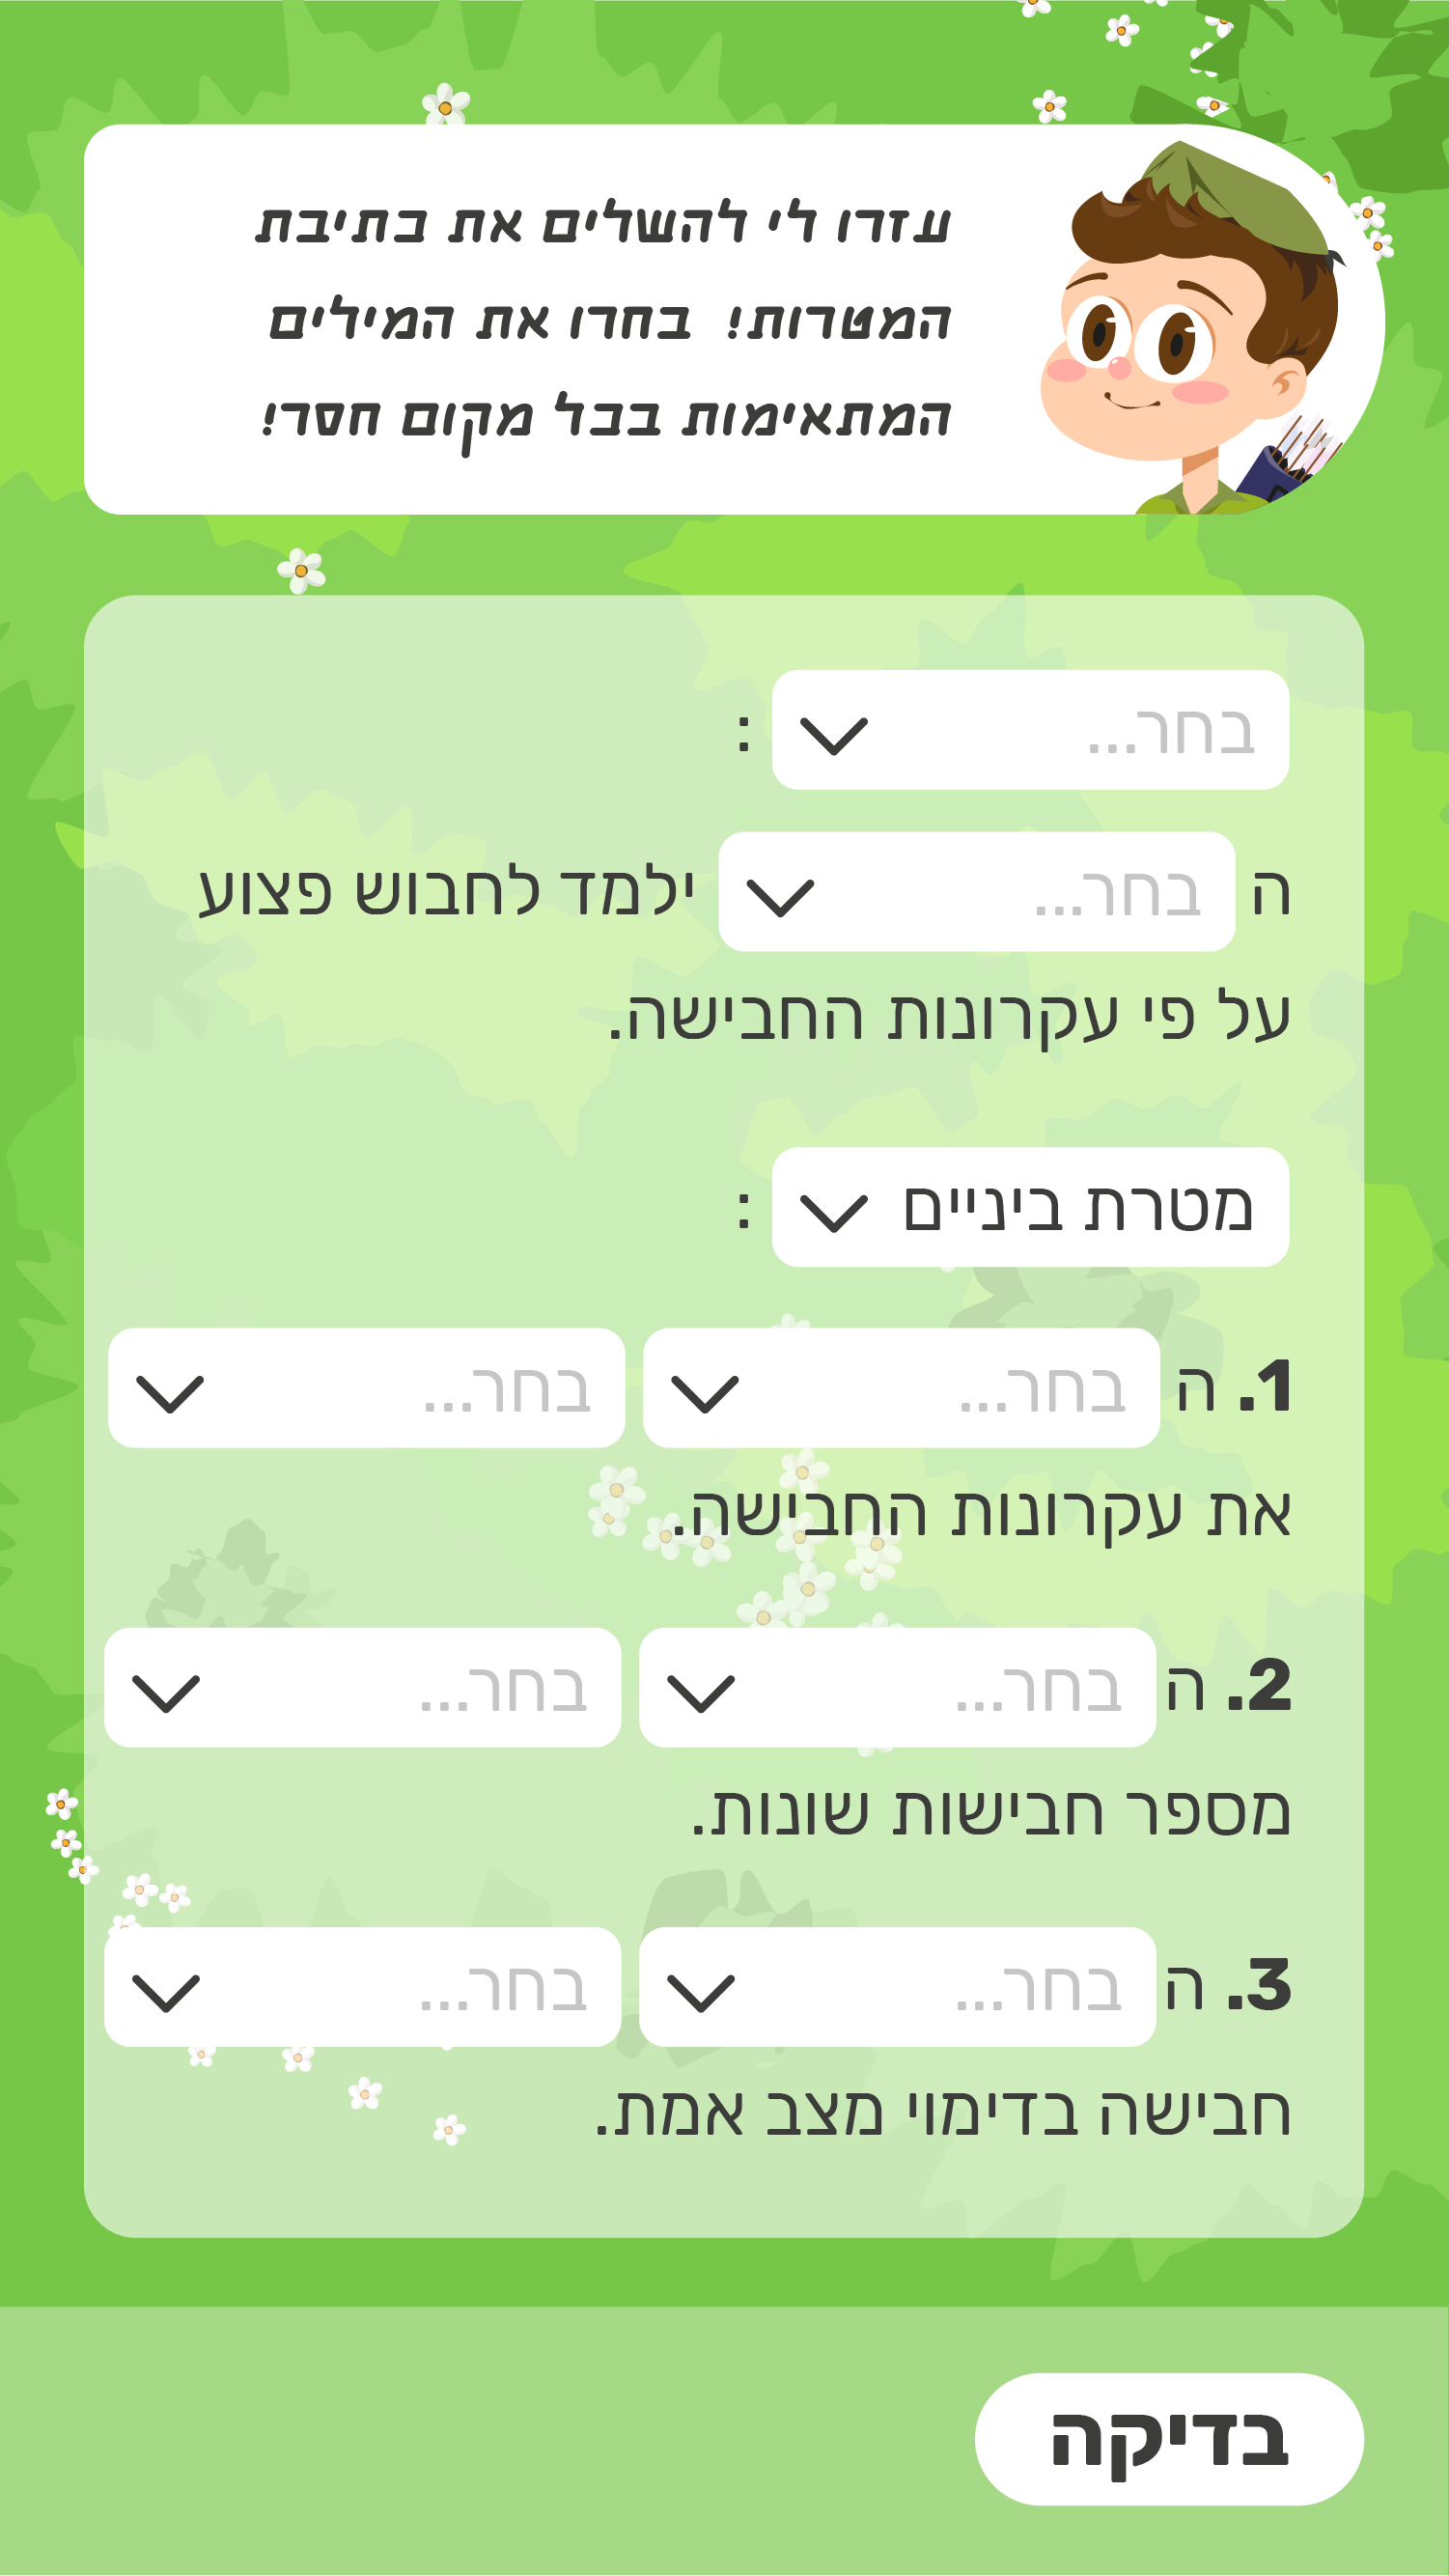 עזרו לי להשלים את כתיבת
המטרות! בחרו את המילים
המתאימות בכל מקום חסר!
בחר... :
ה בחר... ילמד לחבוש פצוע
על פי עקרונות החבישה.
מטרת ביניים :
1. ה בחר... בחר...
את עקרונות החבישה.
2. ה בחר... בחר...
מספר חבישות שונות.
3. ה בחר... בחר...
חבישה בדימוי מצב אמת.
בדיקה